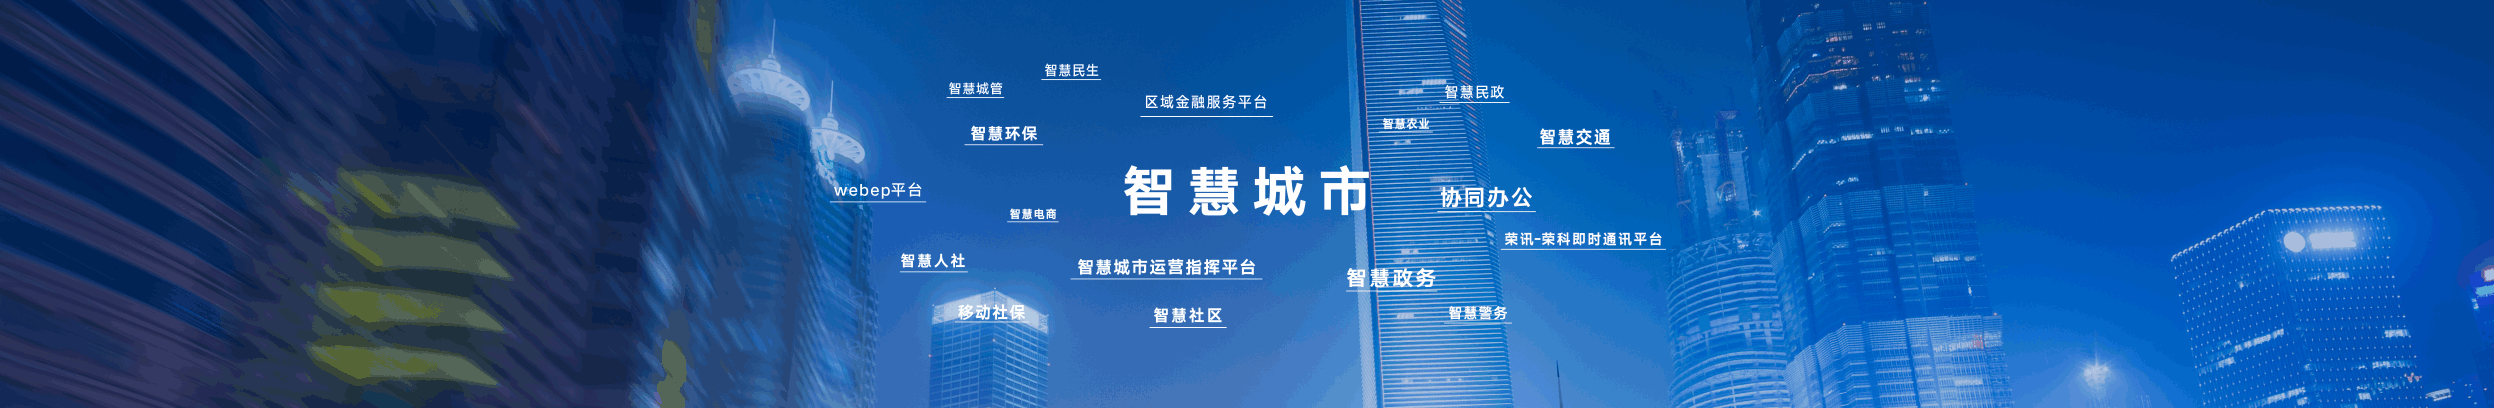 智慧民生
智慧城管
区域金融服务平台
智慧民政
智慧农业
智慧环保
智慧交通
webep平台
智慧城市
协同办公
智慧电商
荣讯-荣科即时通讯平台
智慧人社
智慧城市运营指挥平台
智慧政务
移动社保
智慧社区
智慧警务